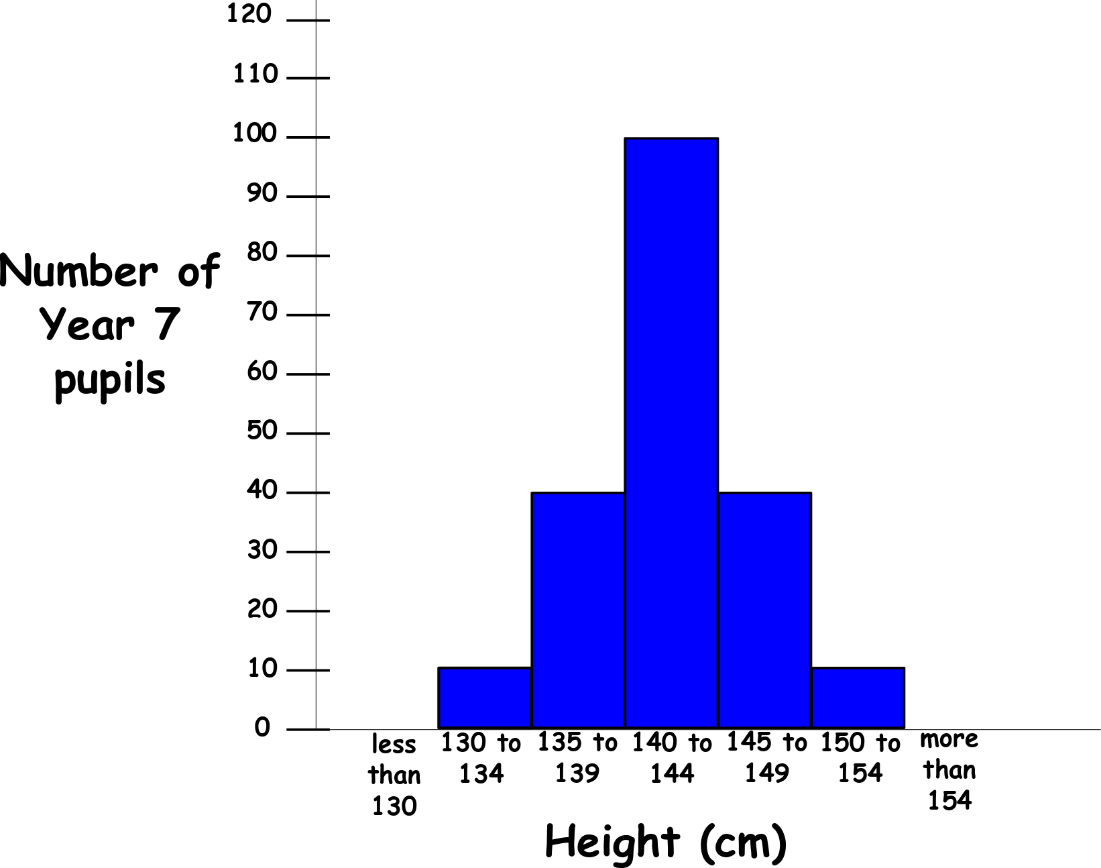 120
110
100
90
80
70
60
50
40
30
20
10
0
Number of
Year 7
pupils
less
than
130
130 to
134
135 to
139
140 to
144
145 to
149
150 to
154
more
than
154
Height (cm)